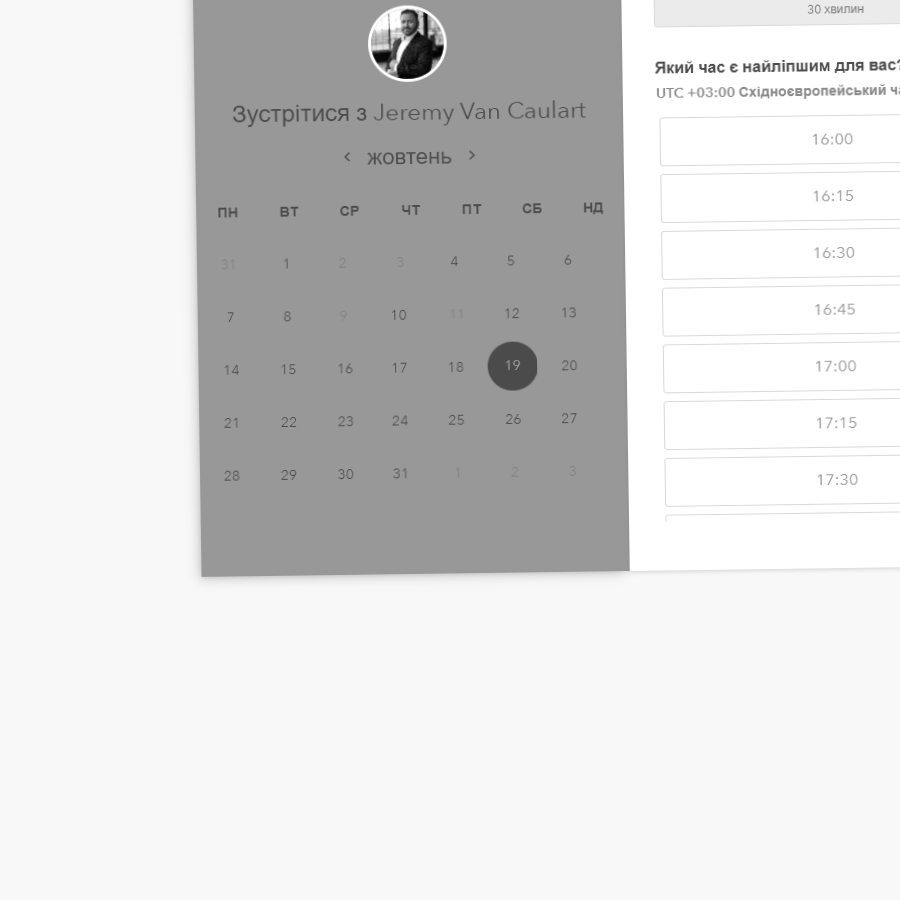 Зустрітися з Jeremy Van Caulart
‹ жовтень ›
ПН ВТ СР ЧТ ПТ СБ НД
31 1 2 3 4 5 6
7 8 9 10 11 12 13
14 15 16 17 18 19 20
21 22 23 24 25 26 27
28 29 30 31 1 2 3
30 хвилин
Який час є найліпшим для вас?
UTC +03:00 Східноєвропейський
16:00
16:15
16:30
16:45
17:00
17:15
17:30